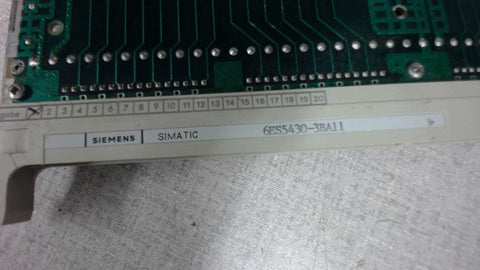 gabe 2 3 4 5 6 7 8 9 10 11 12 13 14 15 16 17 18 19 20
SIEMENS SIMATIC 6ES5430-3BA11